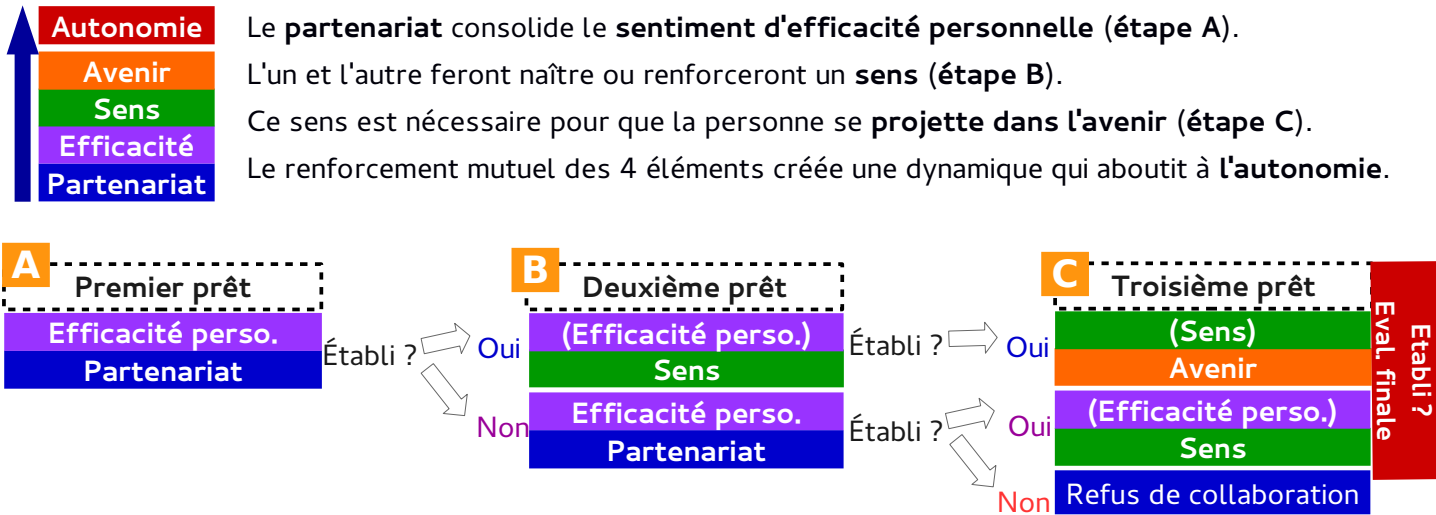 Autonomie
Avenir
Sens
Efficacité
Partenariat
Le partenariat consolide le sentiment d'efficacité personnelle (étape A).
L'un et l'autre feront naître ou renforceront un sens (étape B).
Ce sens est nécessaire pour que la personne se projette dans l'avenir (étape C).
Le renforcement mutuel des 4 éléments créée une dynamique qui aboutit à l'autonomie.
A
Premier prêt
Efficacité perso.
Partenariat
Établi ?
Oui
Non
B
Deuxième prêt
(Efficacité perso.)
Sens
Efficacité perso.
Partenariat
Établi ?
Oui
Établi ?
Oui
Non
C
Troisième prêt
(Sens)
Avenir
(Efficacité perso.)
Sens
Refus de collaboration
Etabli ?
Eval. finale